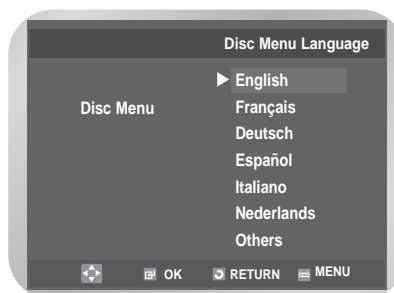 Disc Menu Language
English
Disc Menu
Français
Deutsch
Español
Italiano
Nederlands
Others
OK RETURN MENU